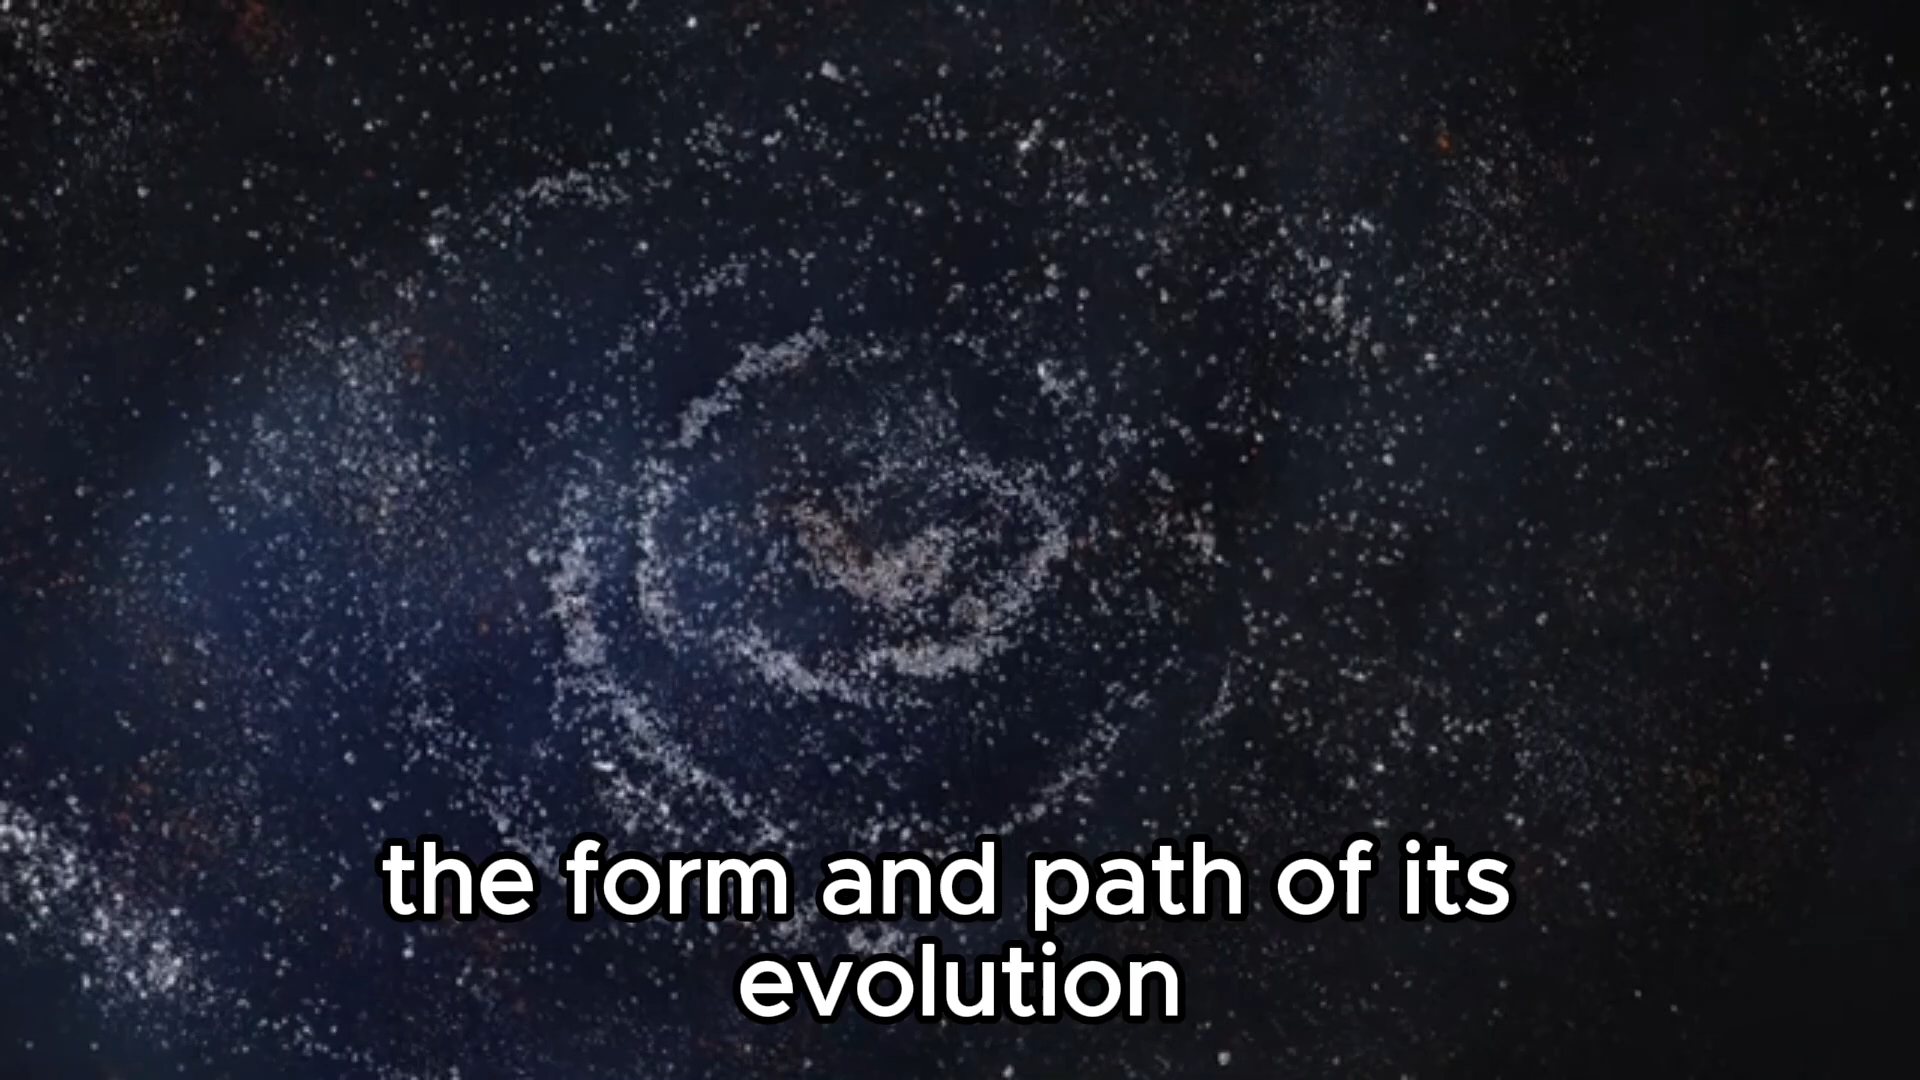 the form and path of its
evolution